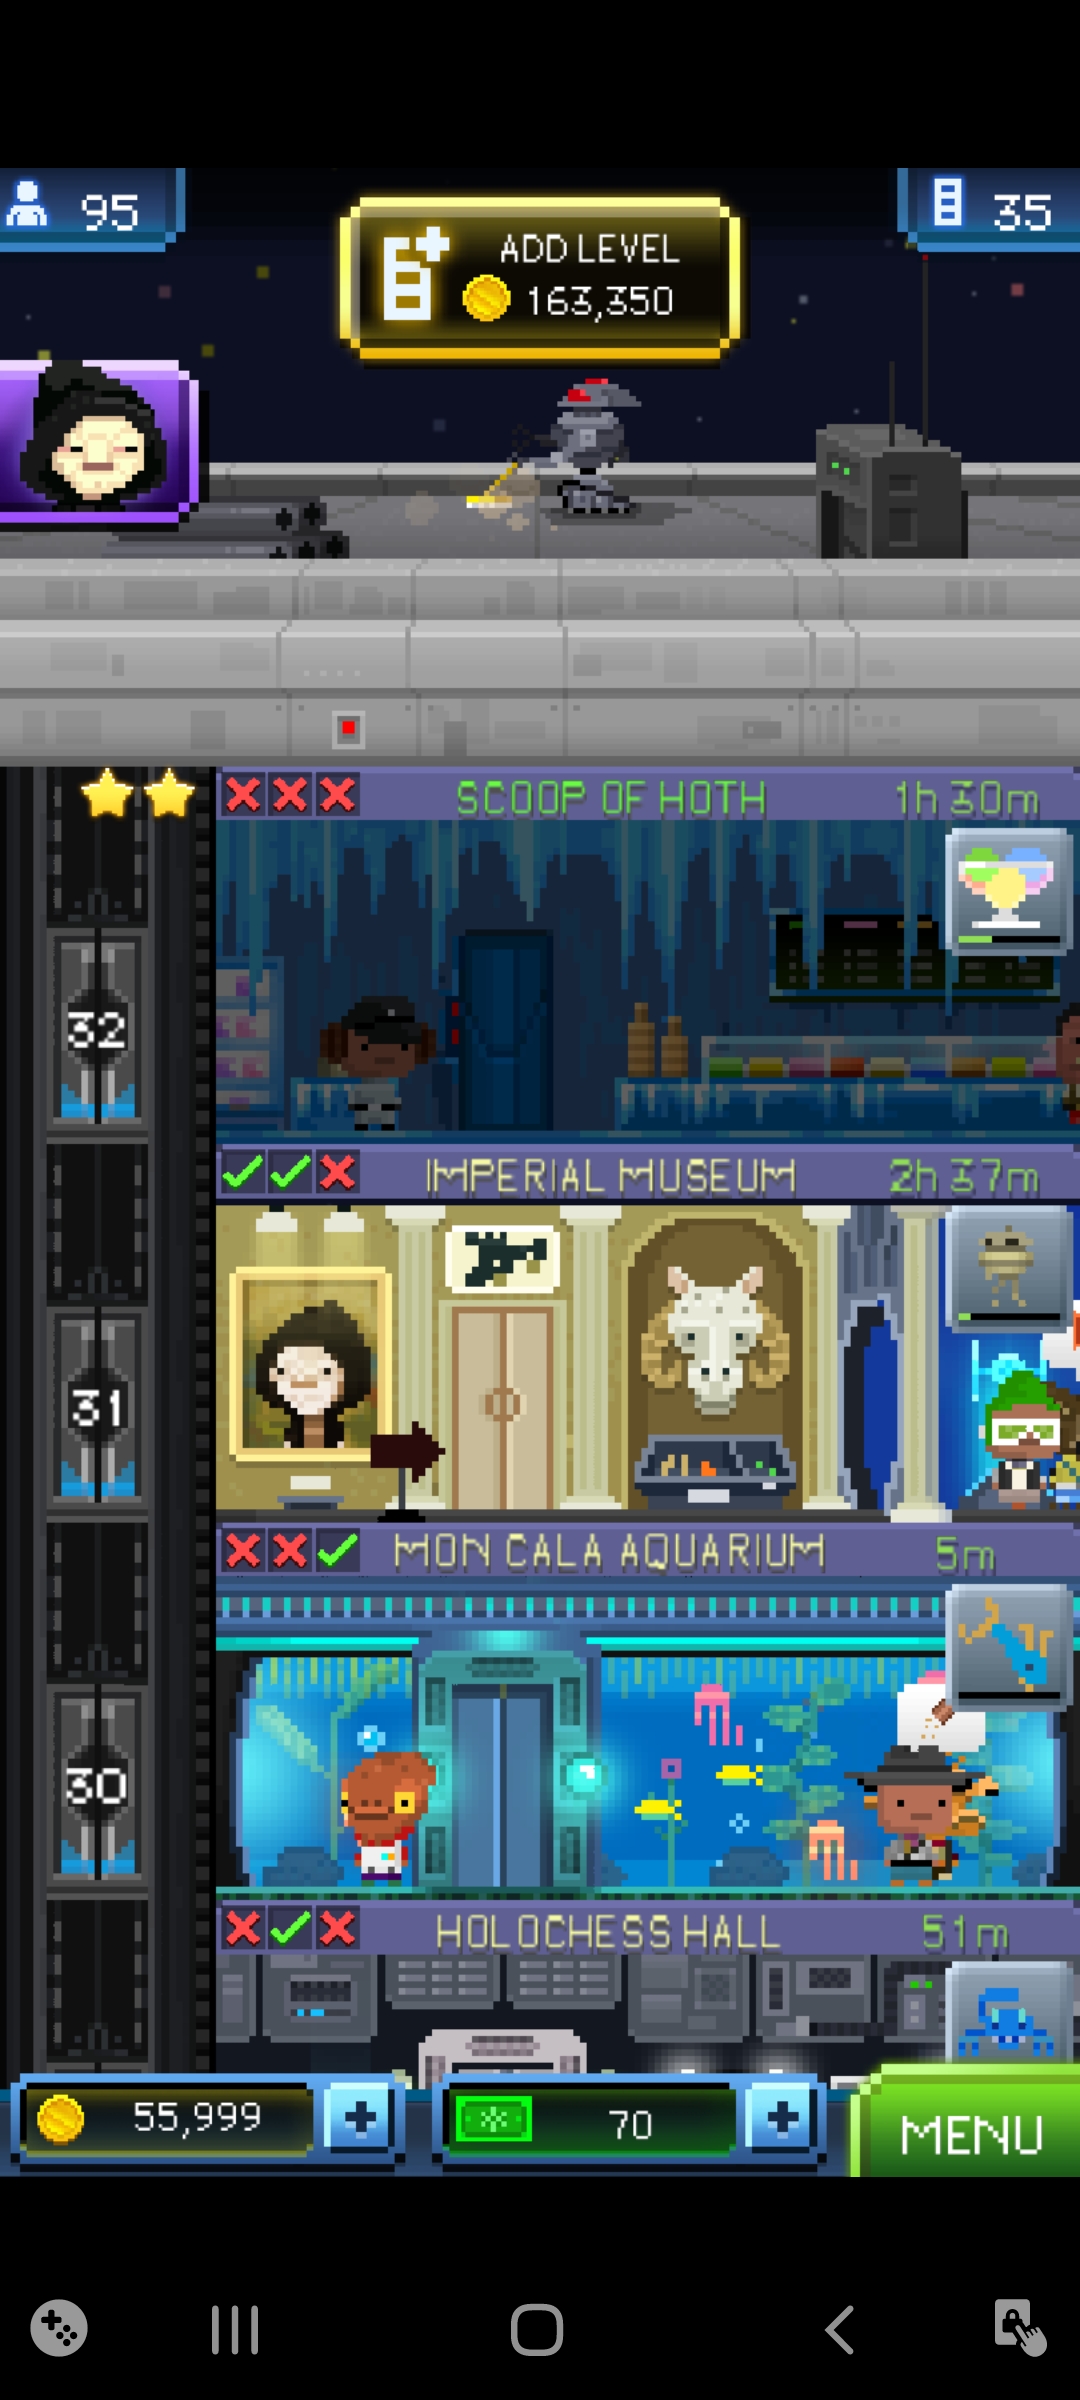 95
ADD LEVEL
163,350
35
SCOOP OF HOTH 1h 30m
32
IMPERIAL MUSEUM 2h 37m
31
MON CALA AQUARIUM 5m
30
HOLOCHESS HALL 51m
55,999
70
MENU